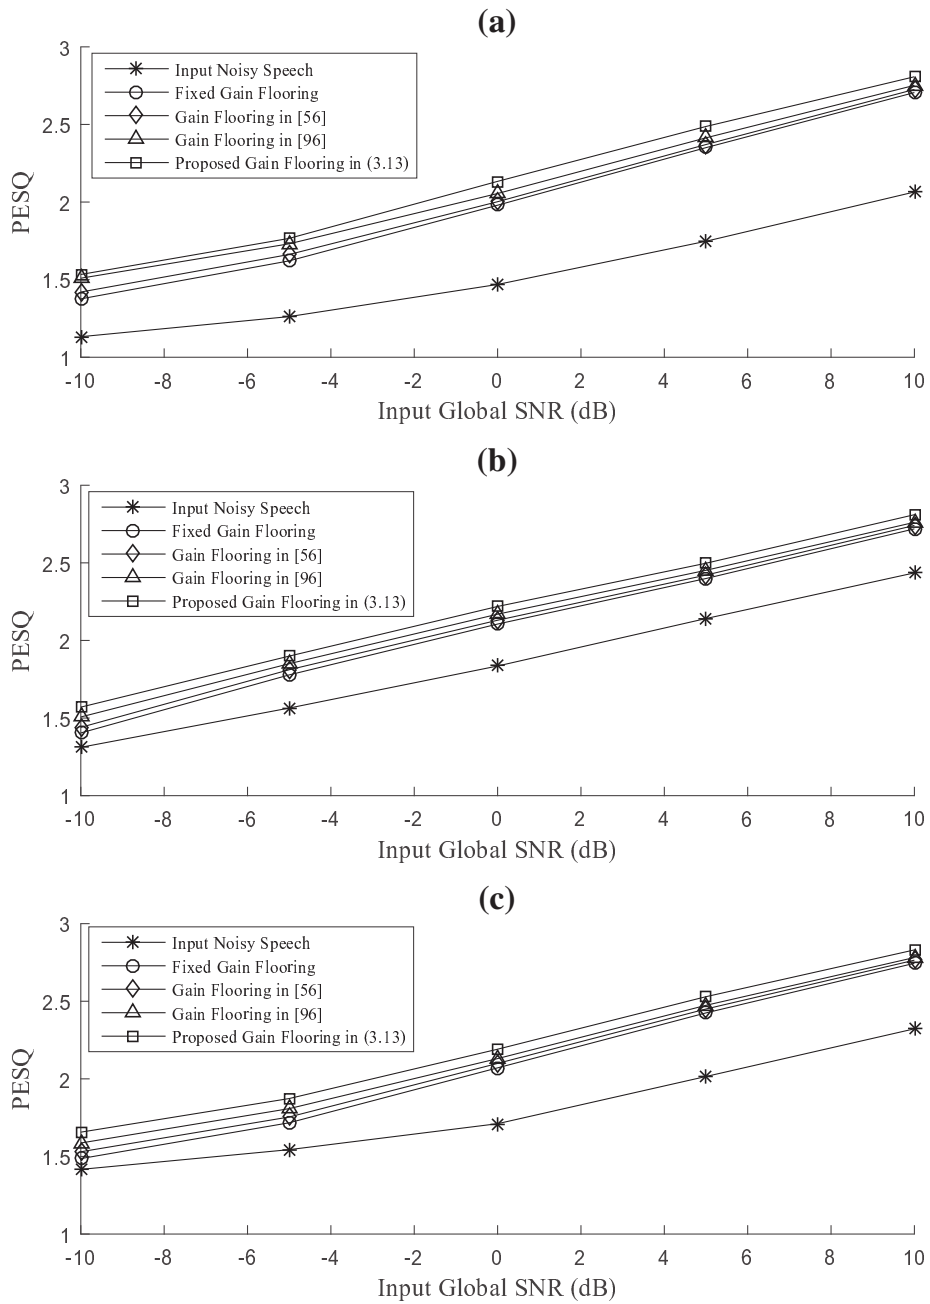 (a)
3
2.5
2
1.5
1
PESQ
Input Noisy Speech
Fixed Gain Flooring
Gain Flooring in [56]
Gain Flooring in [96]
Proposed Gain Flooring in (3.13)
-10 -8 -6 -4 -2 0 2 4 6 8 10
Input Global SNR (dB)
(b)
3
2.5
2
1.5
1
PESQ
Input Noisy Speech
Fixed Gain Flooring
Gain Flooring in [56]
Gain Flooring in [96]
Proposed Gain Flooring in (3.13)
-10 -8 -6 -4 -2 0 2 4 6 8 10
Input Global SNR (dB)
(c)
3
2.5
2
1.5
1
PESQ
Input Noisy Speech
Fixed Gain Flooring
Gain Flooring in [56]
Gain Flooring in [96]
Proposed Gain Flooring in (3.13)
-10 -8 -6 -4 -2 0 2 4 6 8 10
Input Global SNR (dB)